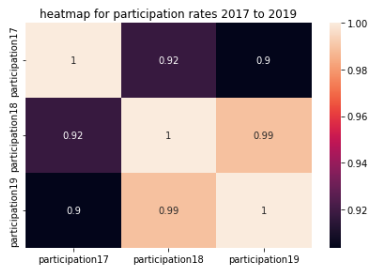 heatmap for participation rates 2017 to 2019
participation17
participation18
participation19
1
0.92
0.9
0.92
1
0.99
0.9
0.99
1
participation17
participation18
participation19
1.00
0.98
0.96
0.94
0.92